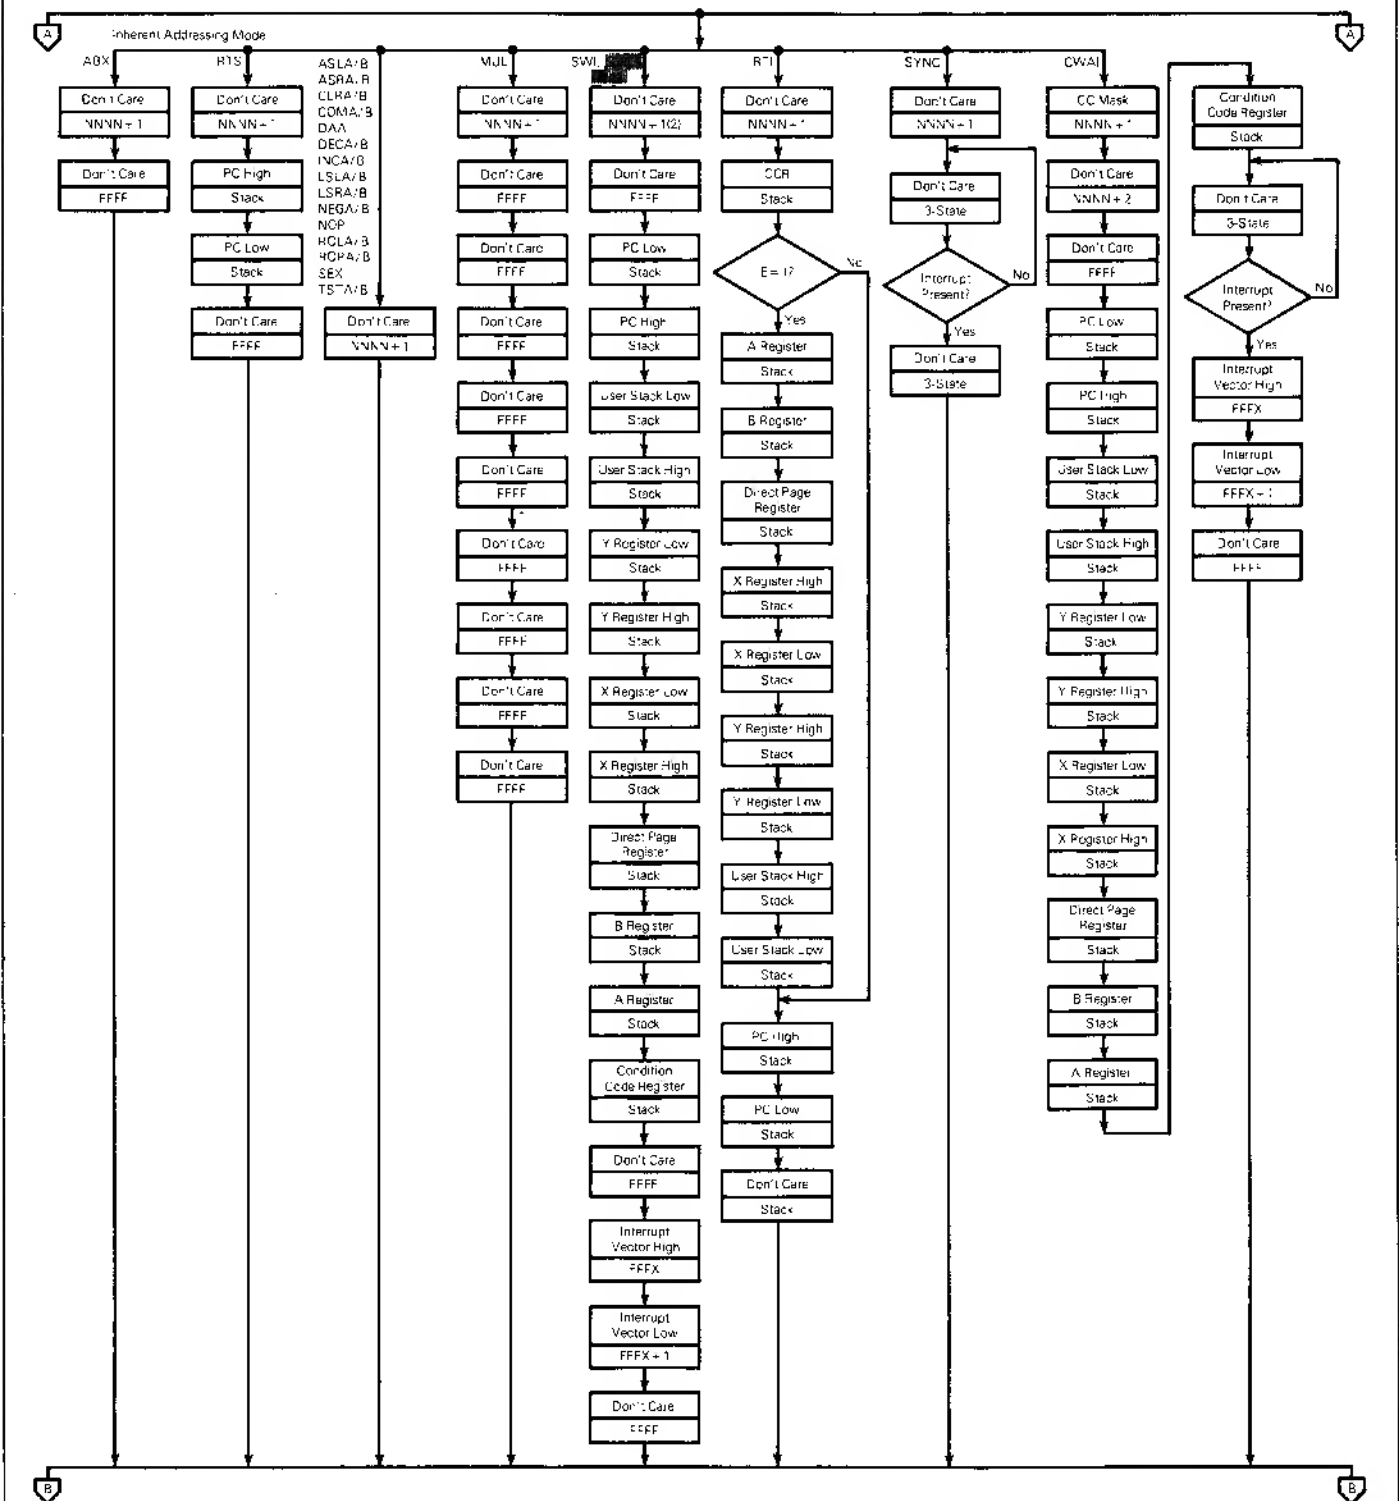 A
A
Inherent Addressing Mode
ABX
Don't Care
NNNN + 1
Don't Care
FFFF
RTS
Don't Care
NNNN + 1
PC High
Stack
PC Low
Stack
Don't Care
FFFF
ASLA/B
ASRA/B
CLRA/B
COMA/B
DAA
DECA/B
INCA/B
LSLA/B
LSRA/B
NEGA/B
NOP
ROLA/B
RORA/B
SEX
TSTA/B
Don't Care
NNNN + 1
MUL
Don't Care
NNNN + 1
Don't Care
FFFF
Don't Care
FFFF
Don't Care
FFFF
Don't Care
FFFF
Don't Care
FFFF
Don't Care
FFFF
Don't Care
FFFF
Don't Care
FFFF
Don't Care
FFFF
SWI,
Don't Care
NNNN + 1(2)
Don't Care
FFFF
PC Low
Stack
PC High
Stack
User Stack Low
Stack
User Stack High
Stack
Y Register Low
Stack
Y Register High
Stack
X Register Low
Stack
X Register High
Stack
Direct Page
Register
Stack
B Register
Stack
A Register
Stack
Condition
Code Register
Stack
Don't Care
FFFF
Interrupt
Vector High
FFFX
Interrupt
Vector Low
FFFX + 1
Don't Care
FFFF
RTI
Don't Care
NNNN + 1
CCR
Stack
E = 1?
No
Yes
A Register
Stack
B Register
Stack
Direct Page
Register
Stack
X Register High
Stack
X Register Low
Stack
Y Register High
Stack
Y Register Low
Stack
User Stack High
Stack
User Stack Low
Stack
PC High
Stack
PC Low
Stack
Don't Care
Stack
SYNC
Don't Care
NNNN + 1
Don't Care
3-State
Interrupt
Present?
No
Yes
Don't Care
3-State
CWAI
CC Mask
NNNN + 1
Don't Care
NNNN + 2
Don't Care
FFFF
PC Low
Stack
PC High
Stack
User Stack Low
Stack
User Stack High
Stack
Y Register Low
Stack
Y Register High
Stack
X Register Low
Stack
X Register High
Stack
Direct Page
Register
Stack
B Register
Stack
A Register
Stack
Condition
Code Register
Stack
Don't Care
3-State
Interrupt
Present?
No
Yes
Interrupt
Vector High
FFFX
Interrupt
Vector Low
FFFX + 1
Don't Care
FFFF
B
B